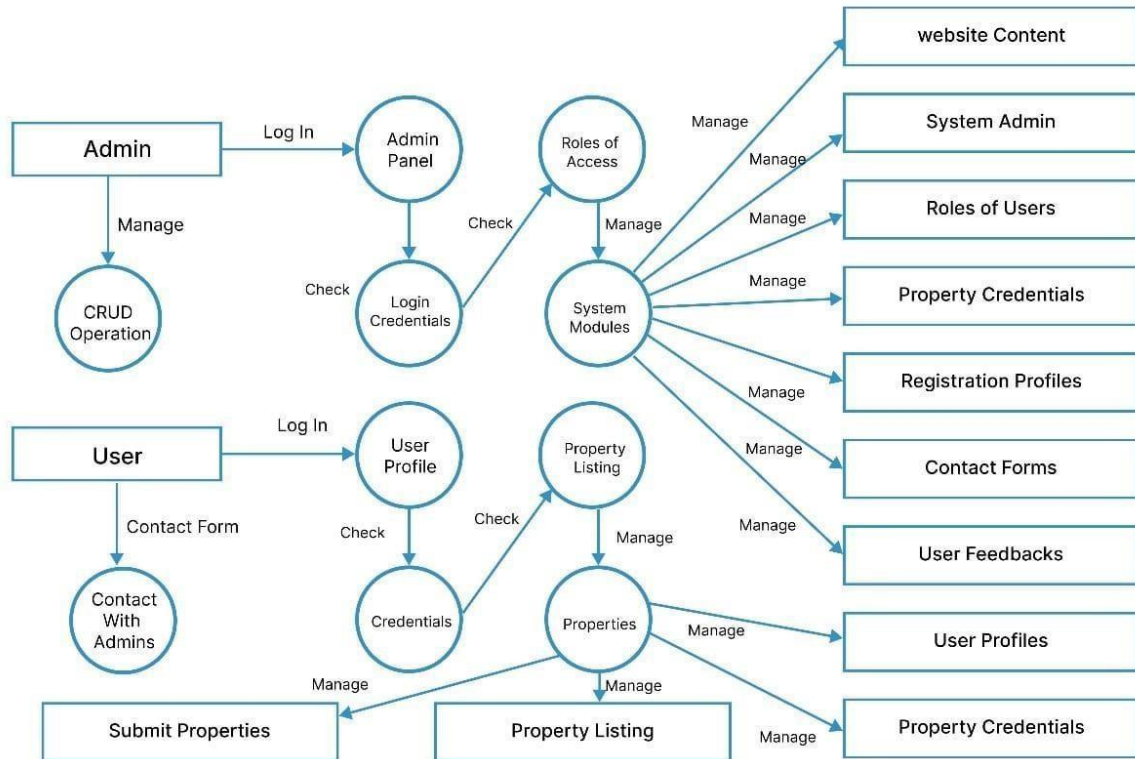 website Content
Manage
System Admin
Log In
Admin
Admin
Panel
Roles of
Access
Manage
Manage
Roles of Users
Manage
Check
Manage
Manage
Property Credentials
Check
CRUD
Operation
Login
Credentials
System
Modules
Registration Profiles
Manage
Log In
User
User
Profile
Property
Listing
Manage
Contact Forms
Contact Form
Check
Check
Manage
Manage
User Feedbacks
Contact
With
Admins
Credentials
Properties
Manage
User Profiles
Manage
Manage
Submit Properties
Property Listing
Manage
Property Credentials